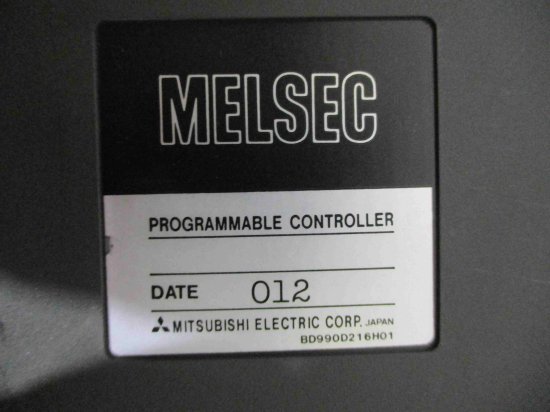 MELSEC
PROGRAMMABLE CONTROLLER
DATE 012
MITSUBISHI ELECTRIC CORP. JAPAN
BD990D216H01